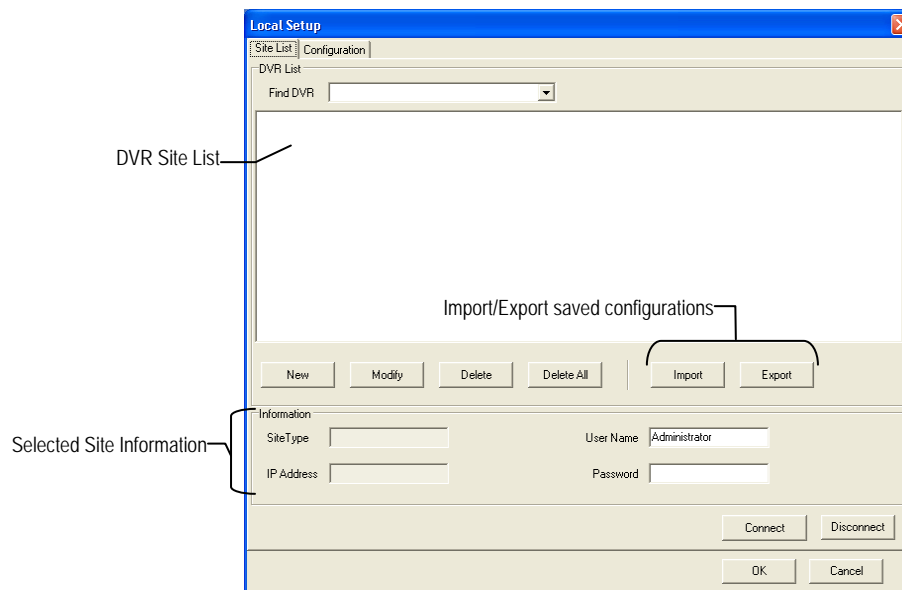 Local Setup
Site List
Configuration
DVR List
Find DVR
DVR Site List
Import/Export saved configurations
New
Modify
Delete
Delete All
Import
Export
Information
SiteType
User Name
Administrator
Selected Site Information
IP Address
Password
Connect
Disconnect
OK
Cancel